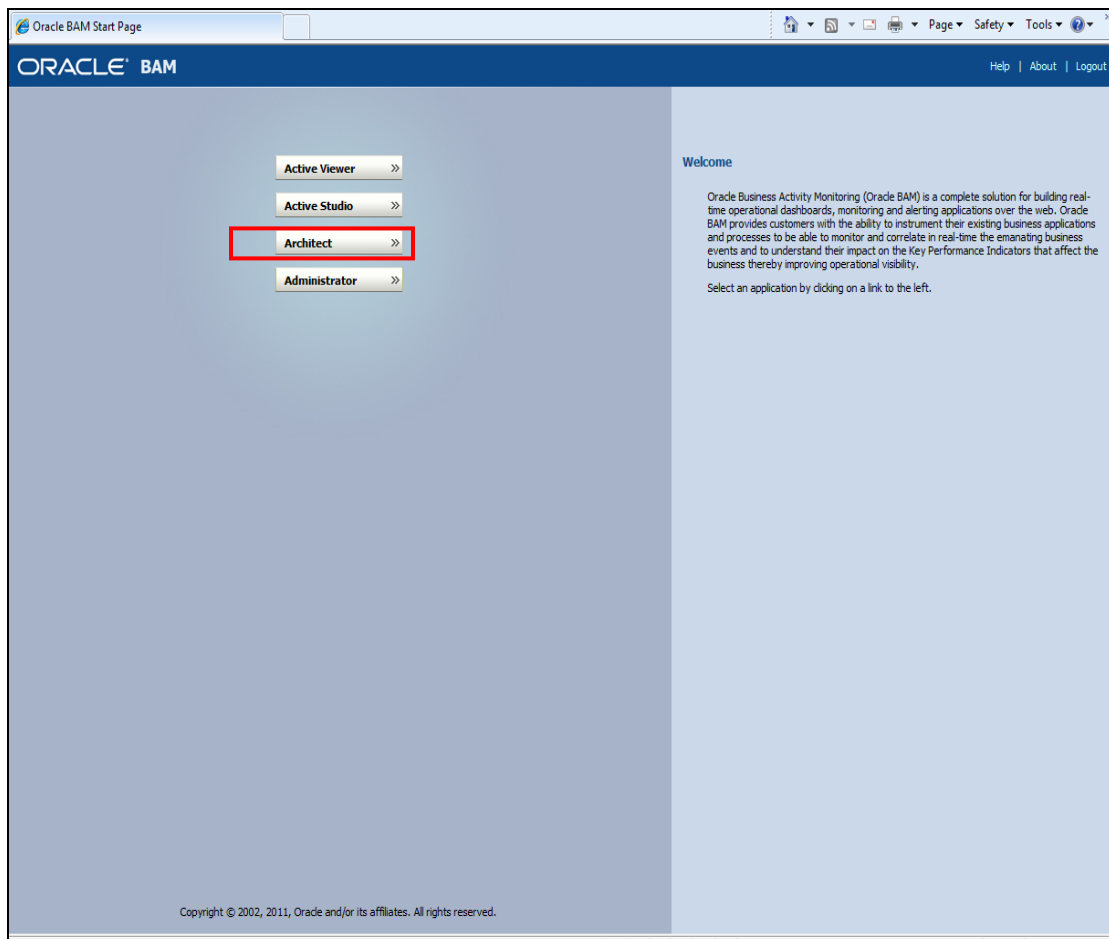 Oracle BAM Start Page
Page Safety Tools
ORACLE BAM
Help | About | Logout
Active Viewer »
Active Studio »
Architect »
Administrator »
Welcome
Oracle Business Activity Monitoring (Oracle BAM) is a complete solution for building real-
time operational dashboards, monitoring and alerting applications over the web. Oracle
BAM provides customers with the ability to instrument their existing business applications
and processes to be able to monitor and correlate in real-time the emanating business
events and to understand their impact on the Key Performance Indicators that affect the
business thereby improving operational visibility.
Select an application by clicking on a link to the left.
Copyright © 2002, 2011, Oracle and/or its affiliates. All rights reserved.